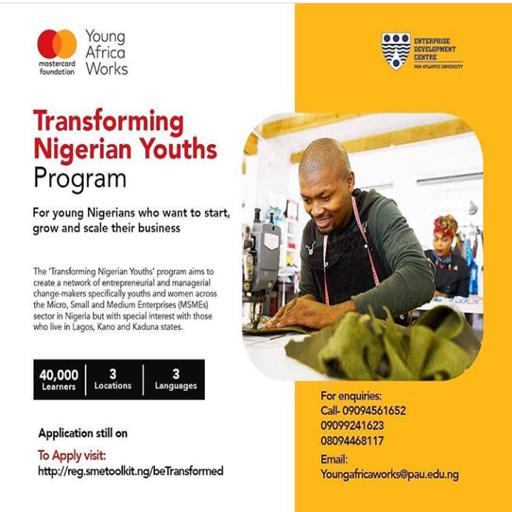 Young
Africa
Works
mastercard
foundation
ENTERPRISE
DEVELOPMENT
CENTRE
PAN ATLANTIC UNIVERSITY
Transforming
Nigerian Youths
Program
For young Nigerians who want to start,
grow and scale their business
The 'Transforming Nigerian Youths' program aims to
create a network of entrepreneurial and managerial
change-makers specifically youths and women across
the Micro, Small and Medium Enterprises (MSMEs)
sector in Nigeria but with special interest with those
who live in Lagos, Kano and Kaduna states.
40,000
Learners
3
Locations
3
Languages
Application still on
To Apply visit:
http://reg.smetoolkit.ng/beTransformed
For enquiries:
Call- 09094561652
09099241623
08094468117
Email:
Youngafricaworks@pau.edu.ng